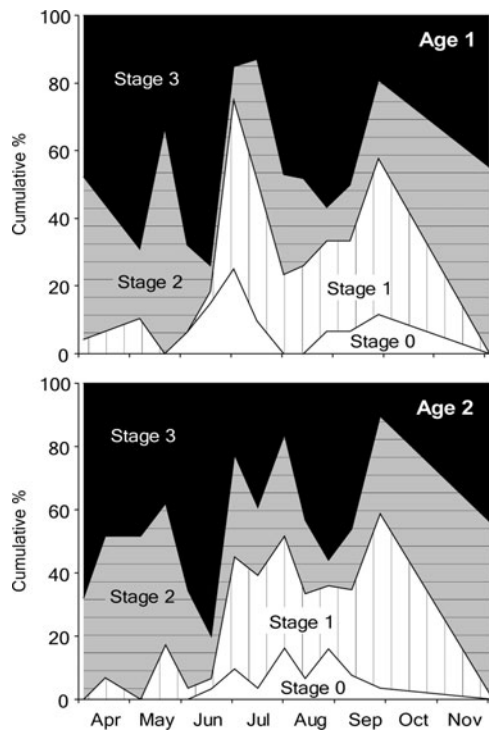 100
Age 1
80
Stage 3
60
Cumulative %
40
Stage 2
20
Stage 1
Stage 0
0
100
Age 2
80
Stage 3
60
Cumulative %
40
Stage 2
20
Stage 1
Stage 0
0
Apr May Jun Jul Aug Sep Oct Nov